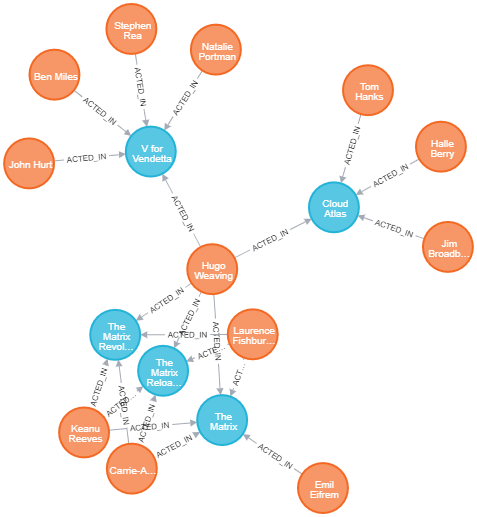 Stephen
Rea
Natalie
Portman
Ben Miles
ACTED_IN
ACTED_IN
ACTED_IN
Tom
Hanks
John Hurt
ACTED_IN
V for
Vendetta
ACTED_IN
Halle
Berry
ACTED_IN
Cloud
Atlas
ACTED_IN
ACTED_IN
ACTED_IN
Jim
Broadb...
Hugo
Weaving
ACTED_IN
ACTED_IN
The
Matrix
Revol...
ACTED_IN
ACTED_IN
Laurence
Fishbur...
ACTE...
The
Matrix
Reloa...
ACT...
ACTED_IN
ACTED_IN
ACTED...
ACTED_IN
The
Matrix
Keanu
Reeves
ACTED_IN
ACTED_IN
Carrie-A...
ACTED_IN
Emil
Eifrem